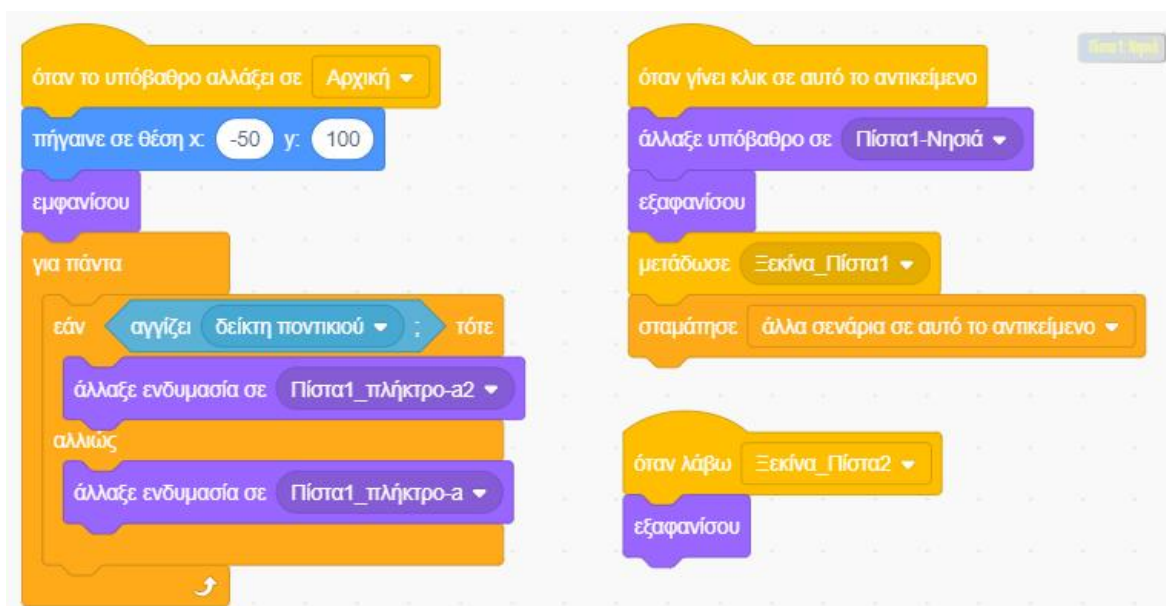 όταν το υπόβαθρο αλλάξει σε Αρχική
πήγαινε σε θέση x: -50 y: 100
εμφανίσου
για πάντα
εάν αγγίζει δείκτη ποντικιού ; τότε
άλλαξε ενδυμασία σε Πίστα1_πλήκτρο-a2
αλλιώς
άλλαξε ενδυμασία σε Πίστα1_πλήκτρο-a
όταν γίνει κλικ σε αυτό το αντικείμενο
άλλαξε υπόβαθρο σε Πίστα1-Νησιά
εξαφανίσου
μετάδωσε Ξεκίνα_Πίστα1
σταμάτησε άλλα σενάρια σε αυτό το αντικείμενο
όταν λάβω Ξεκίνα_Πίστα2
εξαφανίσου
Πίστα1:Νησιά